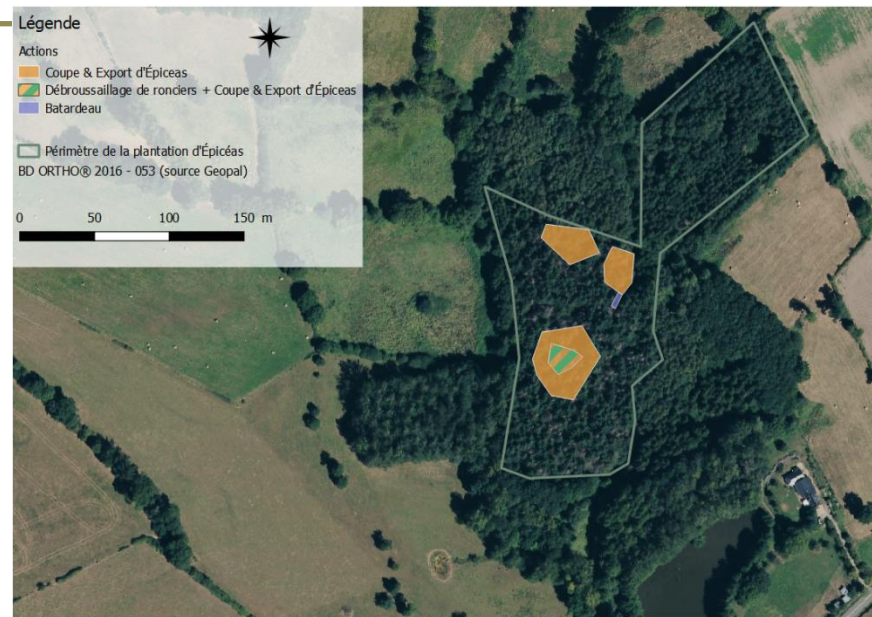 Légende
Actions
Coupe & Export d'Épiceas
Débroussaillage de ronciers + Coupe & Export d'Épiceas
Batardeau
Périmètre de la plantation d'Épicéas
BD ORTHO® 2016 - 053 (source Geopal)
0 50 100 150 m